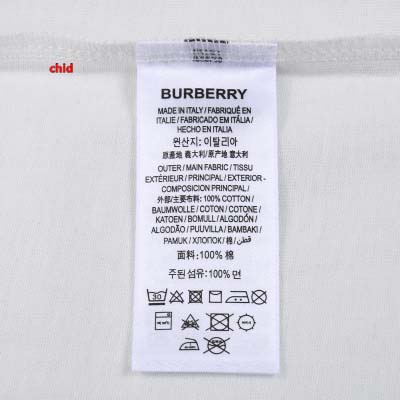 chid
BURBERRY
MADE IN ITALY / FABRIQUÉ EN
ITALIE / FABRICADO EM ITÁLIA /
HECHO EN ITALIA
원산지: 이탈리아
原產地 義大利/原产地 意大利
OUTER / MAIN FABRIC / TISSU
EXTÉRIEUR / PRINCIPAL / EXTERIOR -
COMPOSICION PRINCIPAL /
外部/主要布料: 100% COTTON /
BAUMWOLLE / COTON / COTONE /
KATOEN / BOMULL / ALGODÓN /
ALGODÃO / PUUVILLA / BAMBAKI /
PAMUK / ХЛОПОК / 棉 / قطن
面料: 100% 棉
주된 섬유: 100% 면
30